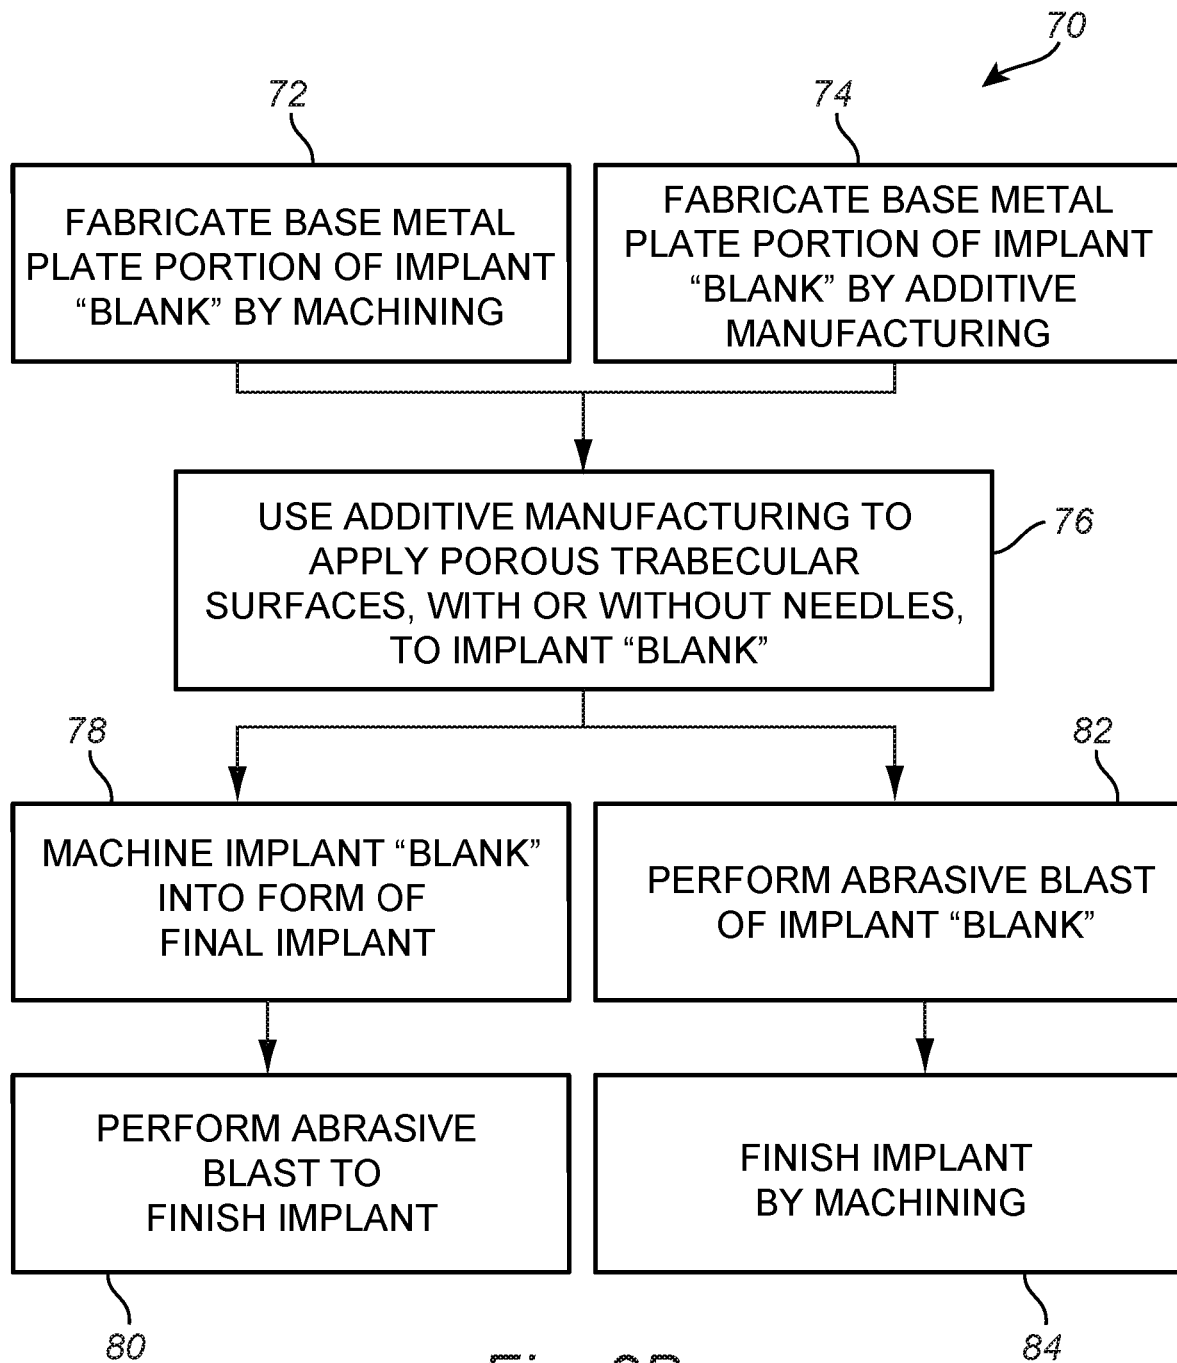 70
72
74
FABRICATE BASE METAL
PLATE PORTION OF IMPLANT
“BLANK” BY MACHINING
FABRICATE BASE METAL
PLATE PORTION OF IMPLANT
“BLANK” BY ADDITIVE
MANUFACTURING
USE ADDITIVE MANUFACTURING TO
APPLY POROUS TRABECULAR
SURFACES, WITH OR WITHOUT NEEDLES,
TO IMPLANT “BLANK”
76
78
82
MACHINE IMPLANT “BLANK”
INTO FORM OF
FINAL IMPLANT
PERFORM ABRASIVE BLAST
OF IMPLANT “BLANK”
PERFORM ABRASIVE
BLAST TO
FINISH IMPLANT
FINISH IMPLANT
BY MACHINING
80
84